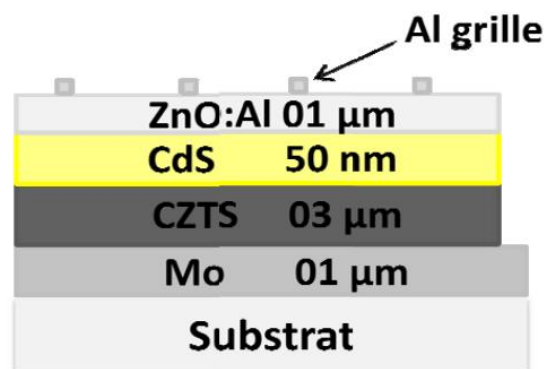 Al grille
ZnO:Al 01 µm
CdS 50 nm
CZTS 03 µm
Mo 01 µm
Substrat